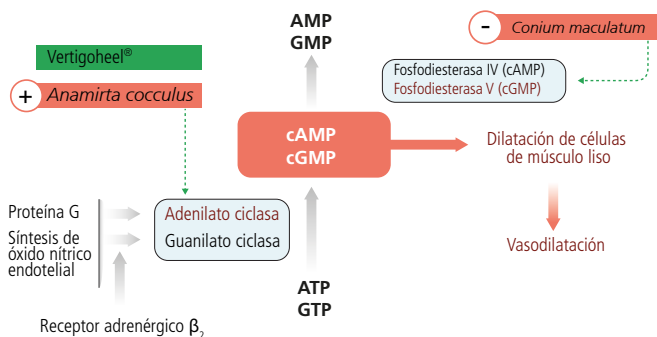 AMP
GMP
-
Conium maculatum
Vertigoheel®
Fosfodiesterasa IV (cAMP)
Fosfodiesterasa V (cGMP)
+
Anamirta cocculus
cAMP
cGMP
Dilatación de células
de músculo liso
Proteína G
Síntesis de
óxido nítrico
endotelial
Adenilato ciclasa
Guanilato ciclasa
Vasodilatación
ATP
GTP
Receptor adrenérgico β₂